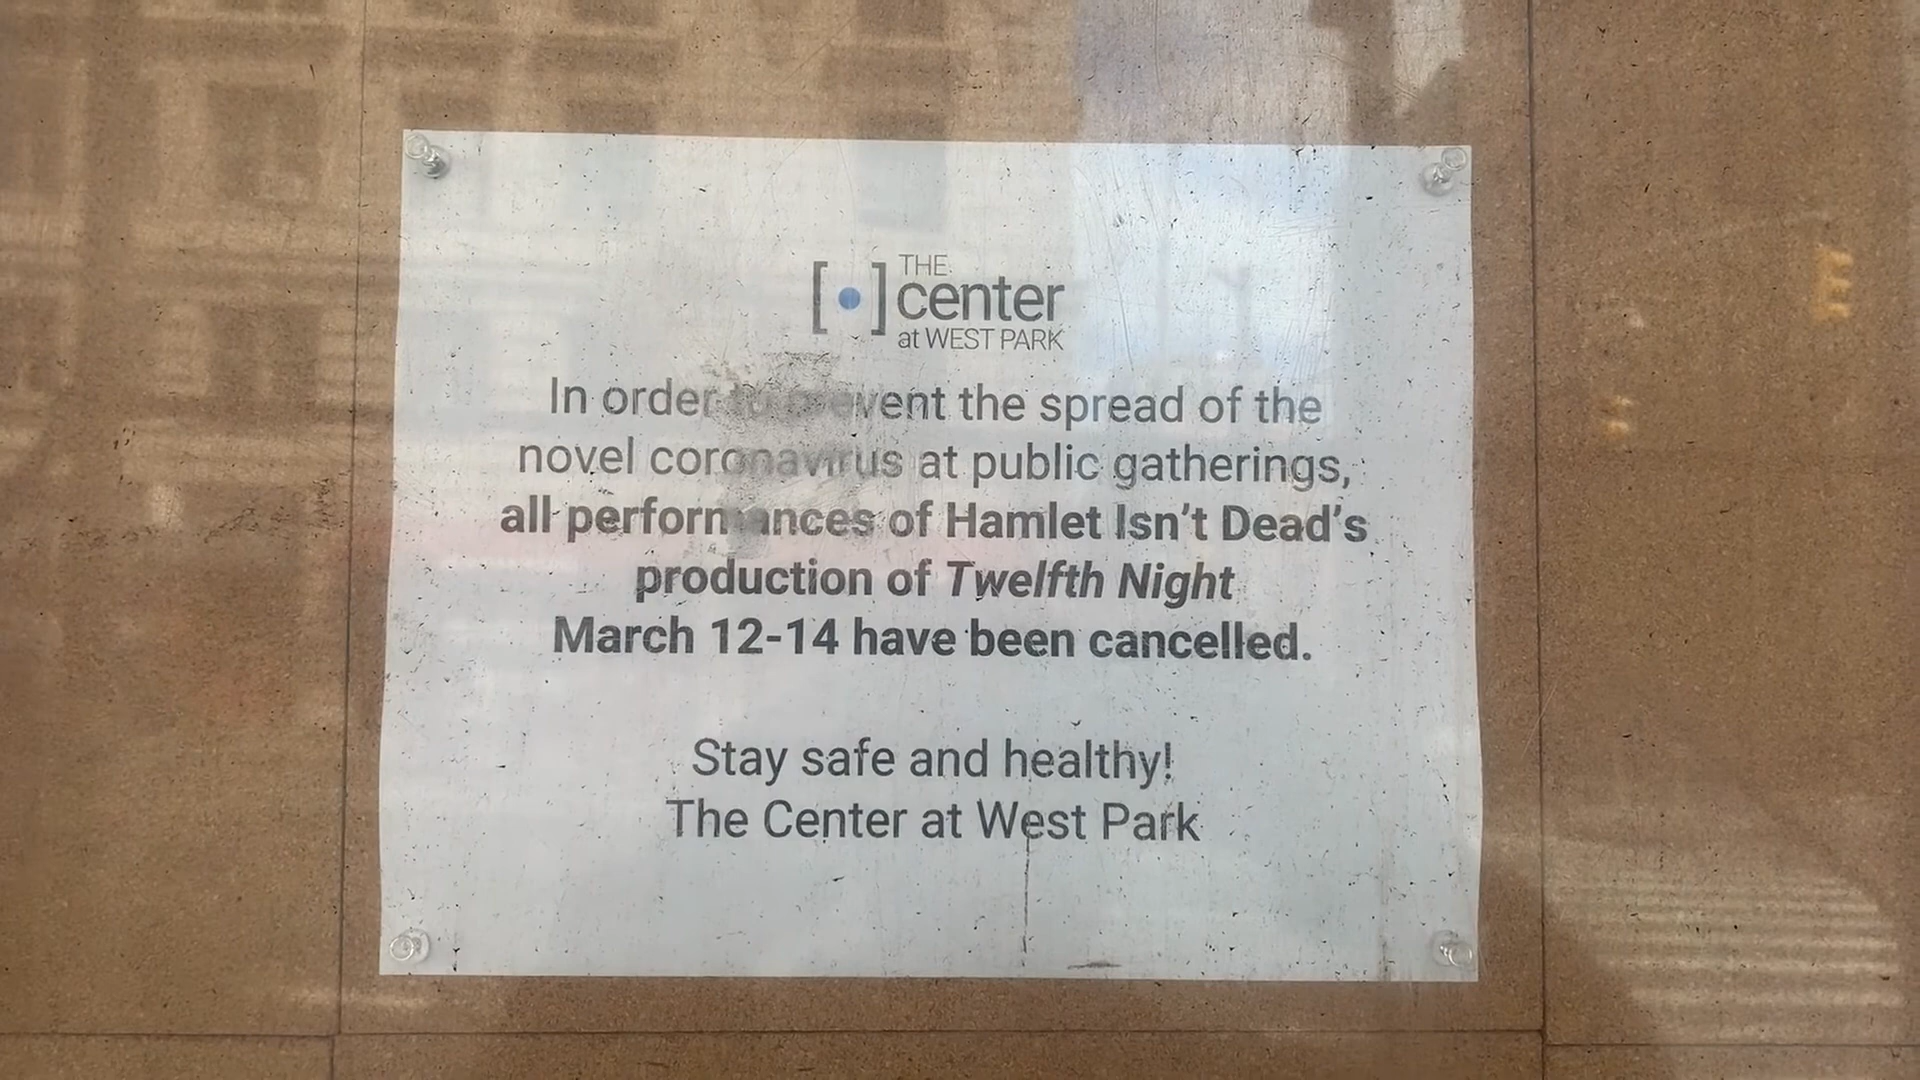 THE
[•] center
at WEST PARK
In order to prevent the spread of the
novel coronavirus at public gatherings,
all performances of Hamlet Isn't Dead's
production of Twelfth Night
March 12-14 have been cancelled.
Stay safe and healthy!
The Center at West Park
E